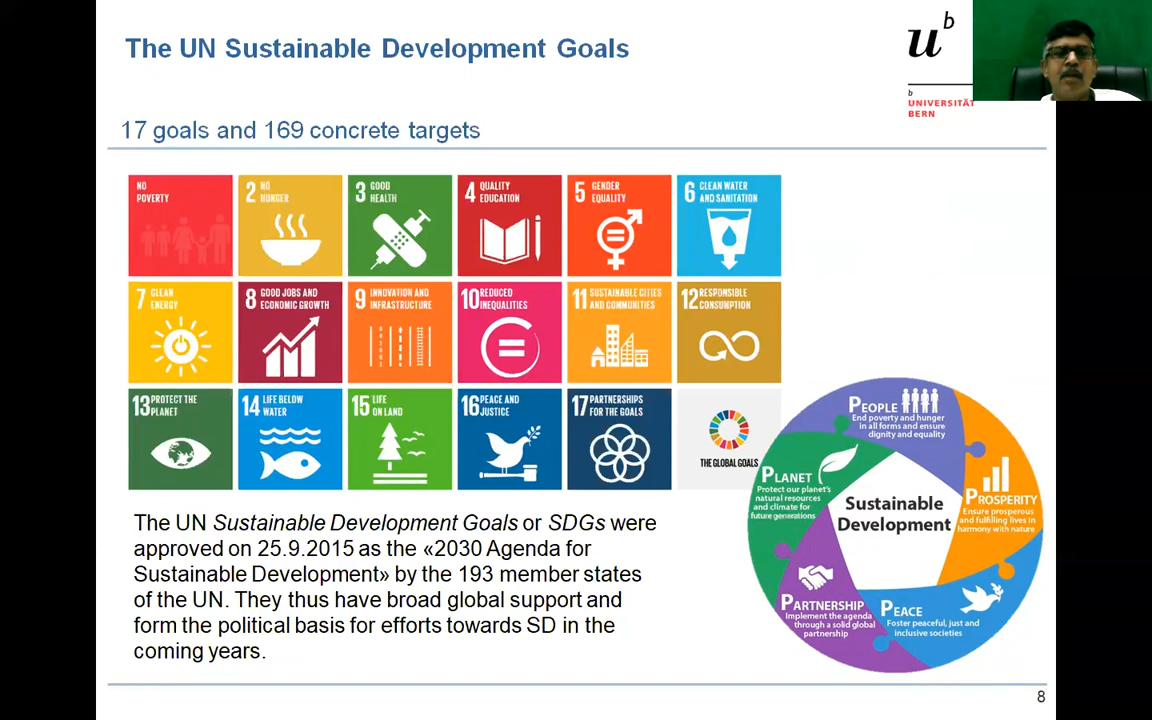 The UN Sustainable Development Goals
u
b
b
UNIVERSITÄT
BERN
17 goals and 169 concrete targets
NO
POVERTY
2 NO
HUNGER
3 GOOD
HEALTH
4 QUALITY
EDUCATION
5 GENDER
EQUALITY
6 CLEAN WATER
AND SANITATION
7 CLEAN
ENERGY
8 GOOD JOBS AND
ECONOMIC GROWTH
9 INNOVATION AND
INFRASTRUCTURE
10 REDUCED
INEQUALITIES
11 SUSTAINABLE CITIES
AND COMMUNITIES
12 RESPONSIBLE
CONSUMPTION
13 PROTECT THE
PLANET
14 LIFE BELOW
WATER
15 LIFE
ON LAND
16 PEACE AND
JUSTICE
17 PARTNERSHIPS
FOR THE GOALS
THE GLOBAL GOALS
PEOPLE
End poverty and hunger
in all forms and ensure
dignity and equality
PLANET
Protect our planet's
natural resources
and climate for
future generations
Sustainable
Development
PROSPERITY
Ensure prosperous
and fulfilling lives in
harmony with nature
PARTNERSHIP
Implement the agenda
through a solid global
partnership
PEACE
Foster peaceful, just and
inclusive societies
The UN Sustainable Development Goals or SDGs were
approved on 25.9.2015 as the «2030 Agenda for
Sustainable Development» by the 193 member states
of the UN. They thus have broad global support and
form the political basis for efforts towards SD in the
coming years.
8